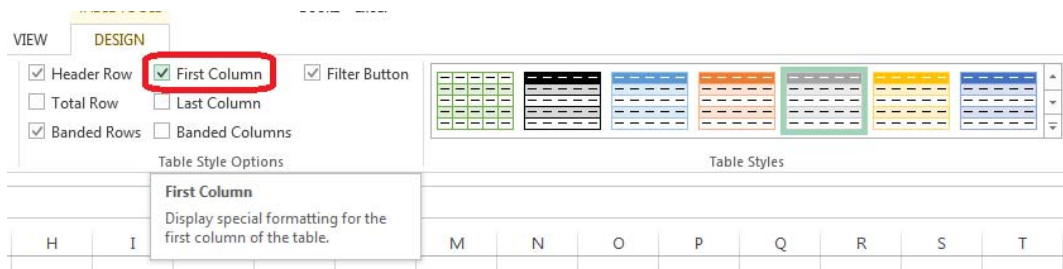 VIEW DESIGN
Header Row First Column Filter Button
Total Row Last Column
Banded Rows Banded Columns
Table Style Options Table Styles
First Column
Display special formatting for the
first column of the table.
H I M N O P Q R S T